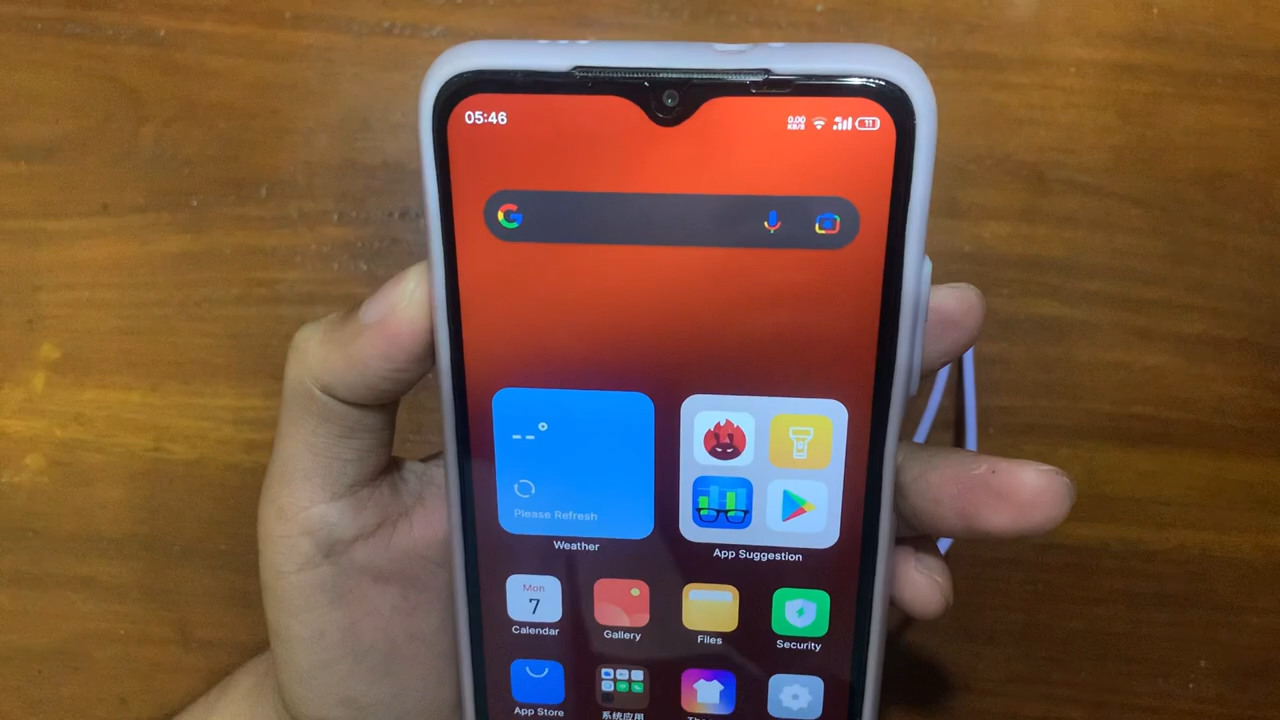 05:46
0.00
KB/S
4G
11
Please Refresh
Weather
App Suggestion
Mon
7
Calendar
Gallery
Files
Security
App Store
系统应用